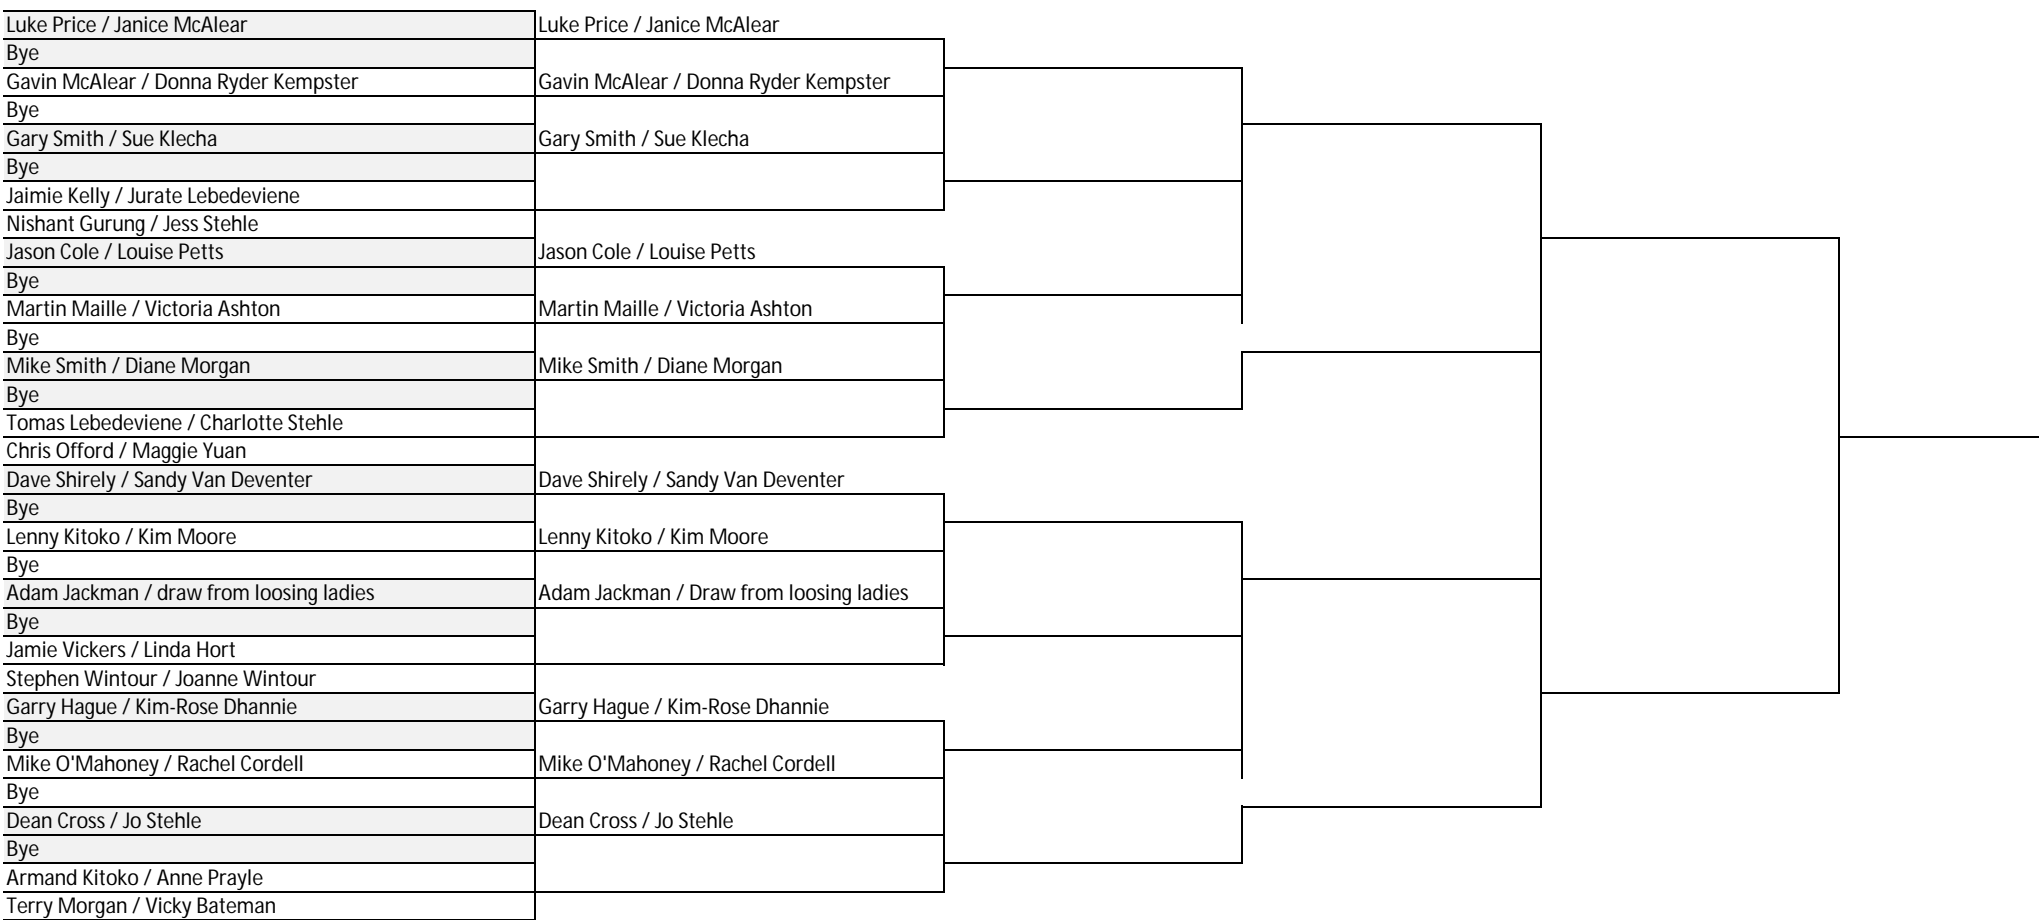 Luke Price / Janice McAlear Luke Price / Janice McAlear
Bye
Gavin McAlear / Donna Ryder Kempster Gavin McAlear / Donna Ryder Kempster
Bye
Gary Smith / Sue Klecha Gary Smith / Sue Klecha
Bye
Jaimie Kelly / Jurate Lebedeviene
Nishant Gurung / Jess Stehle
Jason Cole / Louise Petts Jason Cole / Louise Petts
Bye
Martin Maille / Victoria Ashton Martin Maille / Victoria Ashton
Bye
Mike Smith / Diane Morgan Mike Smith / Diane Morgan
Bye
Tomas Lebedeviene / Charlotte Stehle
Chris Offord / Maggie Yuan
Dave Shirely / Sandy Van Deventer Dave Shirely / Sandy Van Deventer
Bye
Lenny Kitoko / Kim Moore Lenny Kitoko / Kim Moore
Bye
Adam Jackman / draw from loosing ladies Adam Jackman / Draw from loosing ladies
Bye
Jamie Vickers / Linda Hort
Stephen Wintour / Joanne Wintour
Garry Hague / Kim-Rose Dhannie Garry Hague / Kim-Rose Dhannie
Bye
Mike O'Mahoney / Rachel Cordell Mike O'Mahoney / Rachel Cordell
Bye
Dean Cross / Jo Stehle Dean Cross / Jo Stehle
Bye
Armand Kitoko / Anne Prayle
Terry Morgan / Vicky Bateman